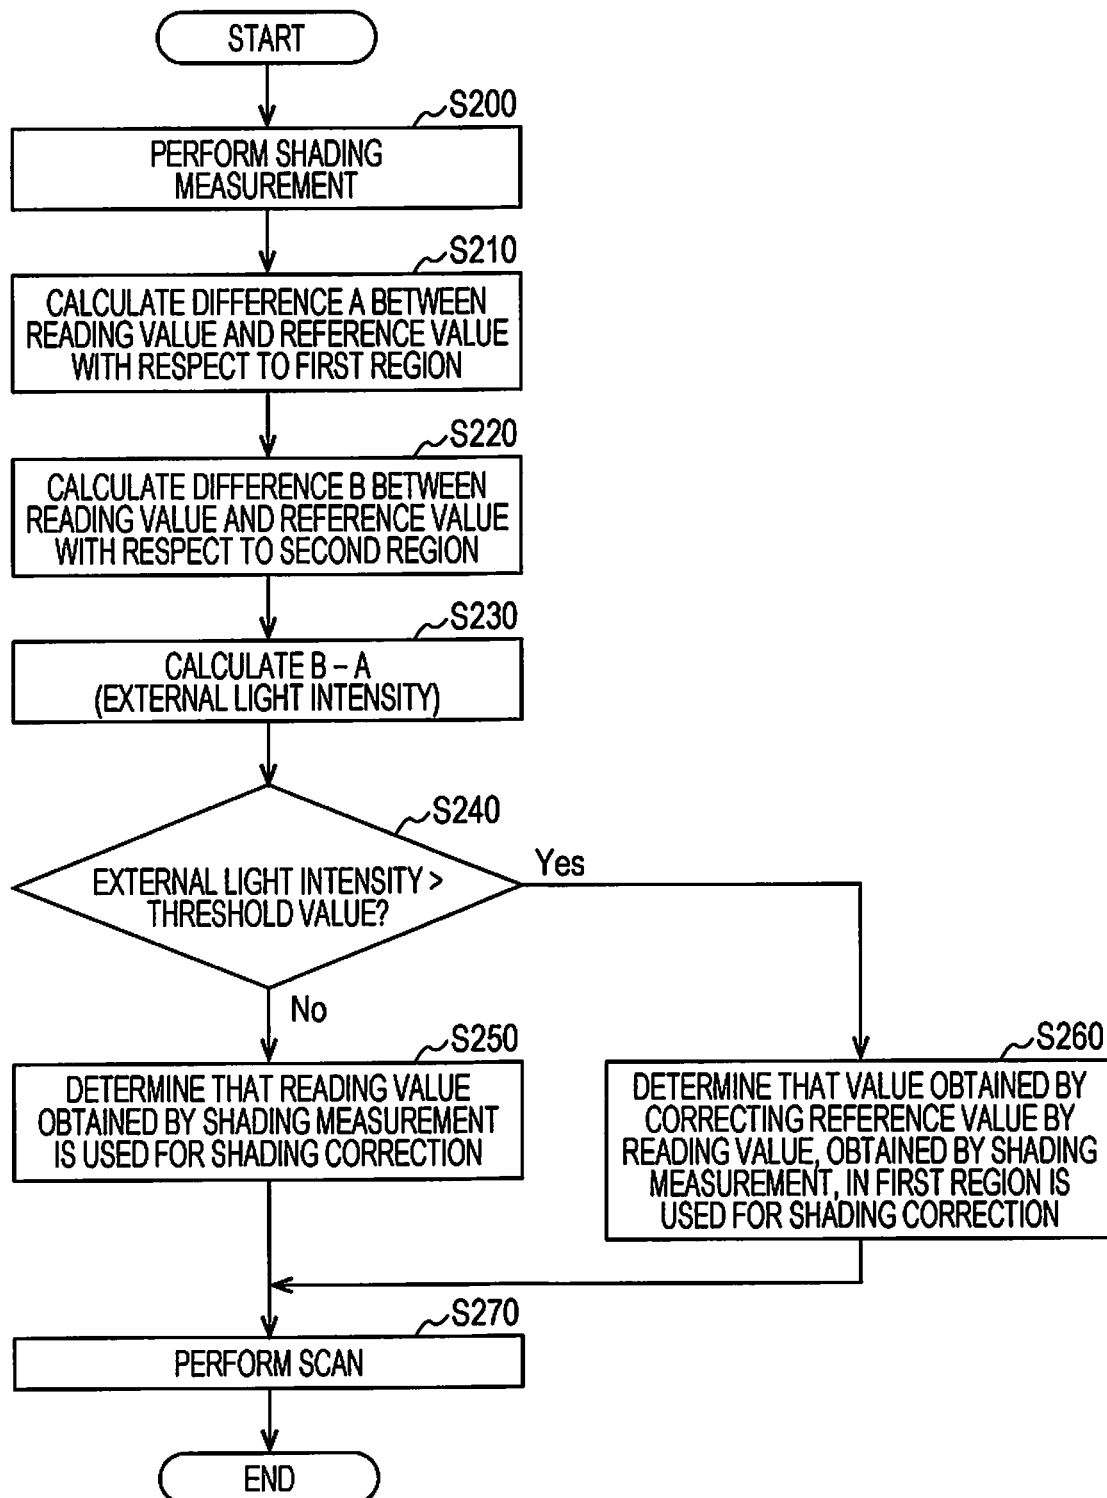 START
S200
PERFORM SHADING
MEASUREMENT
S210
CALCULATE DIFFERENCE A BETWEEN
READING VALUE AND REFERENCE VALUE
WITH RESPECT TO FIRST REGION
S220
CALCULATE DIFFERENCE B BETWEEN
READING VALUE AND REFERENCE VALUE
WITH RESPECT TO SECOND REGION
S230
CALCULATE B – A
(EXTERNAL LIGHT INTENSITY)
S240
EXTERNAL LIGHT INTENSITY >
THRESHOLD VALUE?
Yes
No
S250
DETERMINE THAT READING VALUE
OBTAINED BY SHADING MEASUREMENT
IS USED FOR SHADING CORRECTION
S260
DETERMINE THAT VALUE OBTAINED BY
CORRECTING REFERENCE VALUE BY
READING VALUE, OBTAINED BY SHADING
MEASUREMENT, IN FIRST REGION IS
USED FOR SHADING CORRECTION
S270
PERFORM SCAN
END